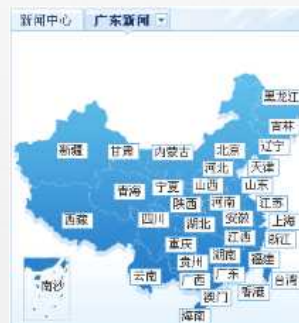 新闻中心 广东新闻
黑龙江
吉林
新疆 甘肃 内蒙古 北京 辽宁
河北 天津
青海 宁夏 山西 山东
陕西 河南 江苏
西藏 四川 湖北 安徽 上海
重庆 江西 浙江
贵州 湖南 福建
云南 广西 广东 台湾
南沙 澳门 香港
海南